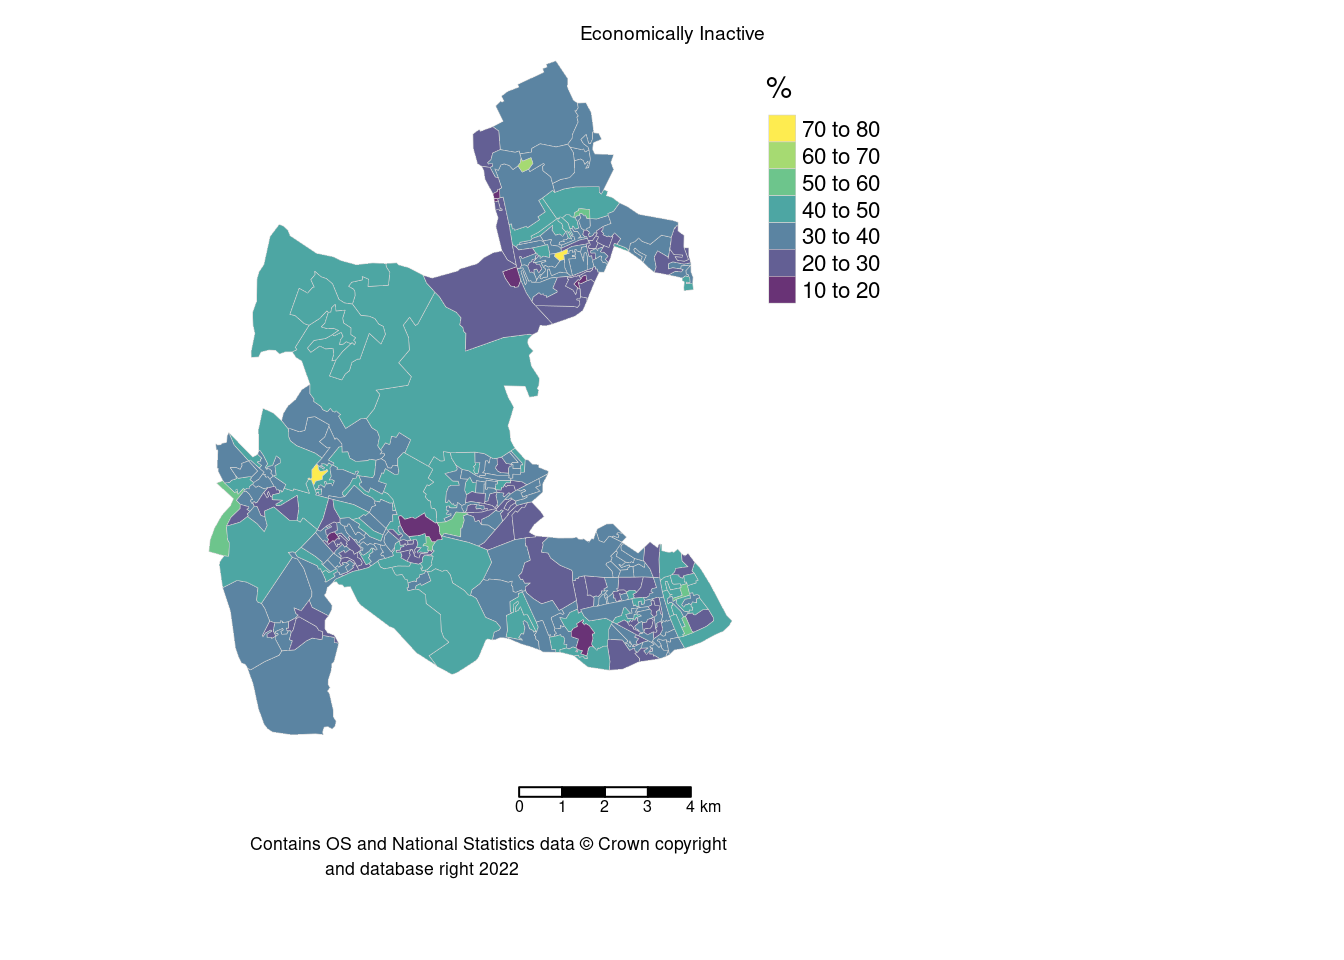 Economically Inactive
%
70 to 80
60 to 70
50 to 60
40 to 50
30 to 40
20 to 30
10 to 20
0 1 2 3 4 km
Contains OS and National Statistics data © Crown copyright
and database right 2022